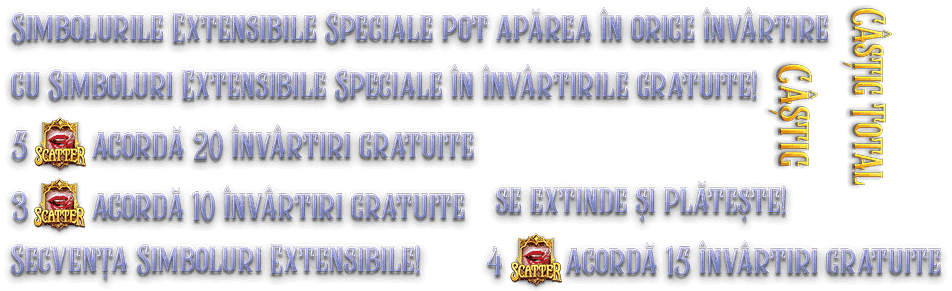 Simbolurile Extensibile Speciale pot apărea în orice învârtire
cu Simboluri Extensibile Speciale în Învârtirile gratuite!
5 SCATTER acordă 20 învârtiri gratuite
3 SCATTER acordă 10 învârtiri gratuite
Secvența Simboluri Extensibile!
se extinde și plătește!
4 SCATTER acordă 15 învârtiri gratuite
Câștic
Câștic Total